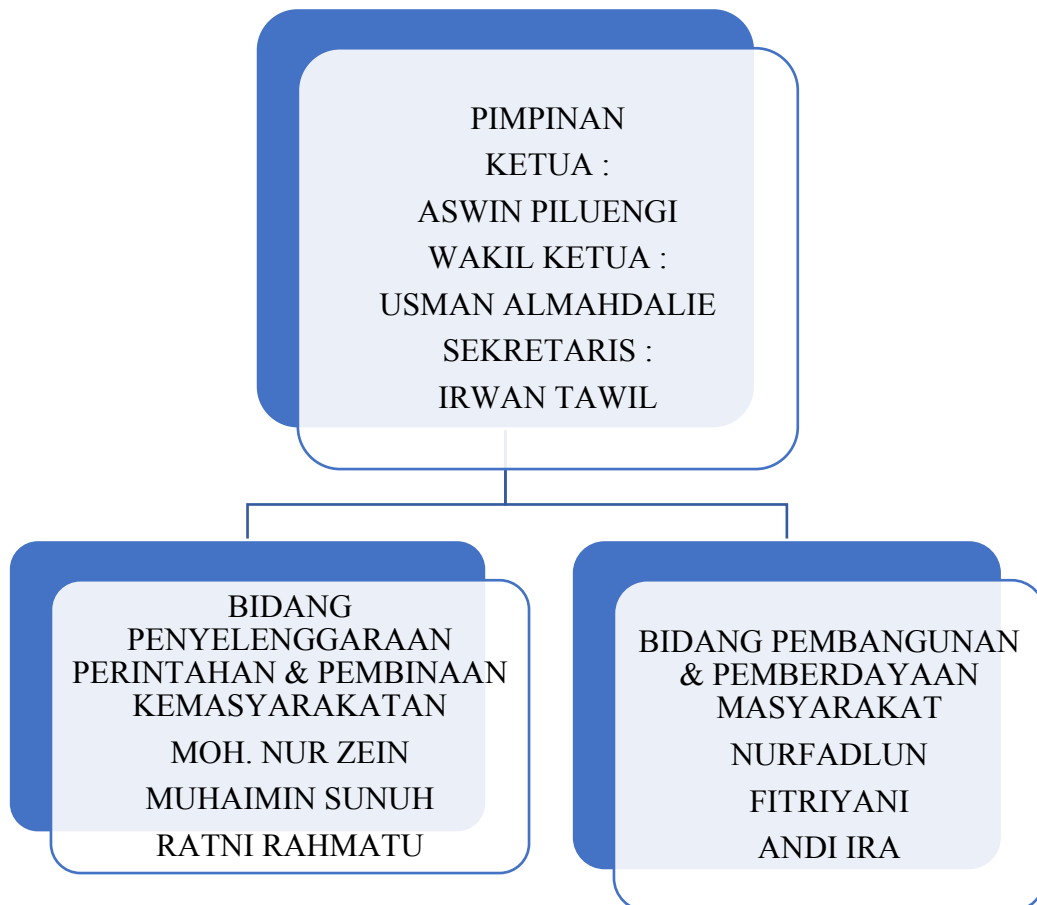 PIMPINAN
KETUA :
ASWIN PILUENGI
WAKIL KETUA :
USMAN ALMAHDALIE
SEKRETARIS :
IRWAN TAWIL
BIDANG
PENYELENGGARAAN
PERINTAHAN & PEMBINAAN
KEMASYARAKATAN
MOH. NUR ZEIN
MUHAIMIN SUNUH
RATNI RAHMATU
BIDANG PEMBANGUNAN
& PEMBERDAYAAN
MASYARAKAT
NURFADLUN
FITRIYANI
ANDI IRA